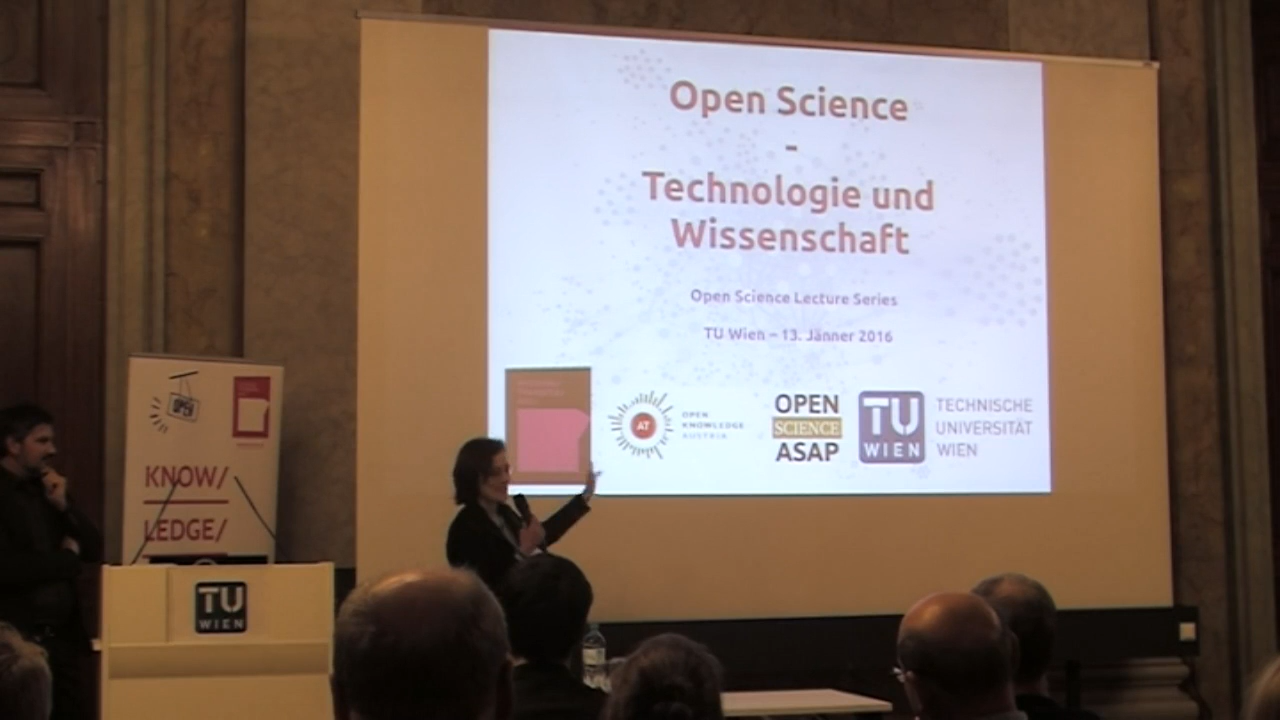 Open Science
-
Technologie und
Wissenschaft
Open Science Lecture Series
TU Wien – 13. Jänner 2016
AT
OPEN
KNOWLEDGE
AUSTRIA
OPEN
SCIENCE
ASAP
TU
WIEN
TECHNISCHE
UNIVERSITÄT
WIEN
OPEN
KNOW/
LEDGE/
TU
WIEN